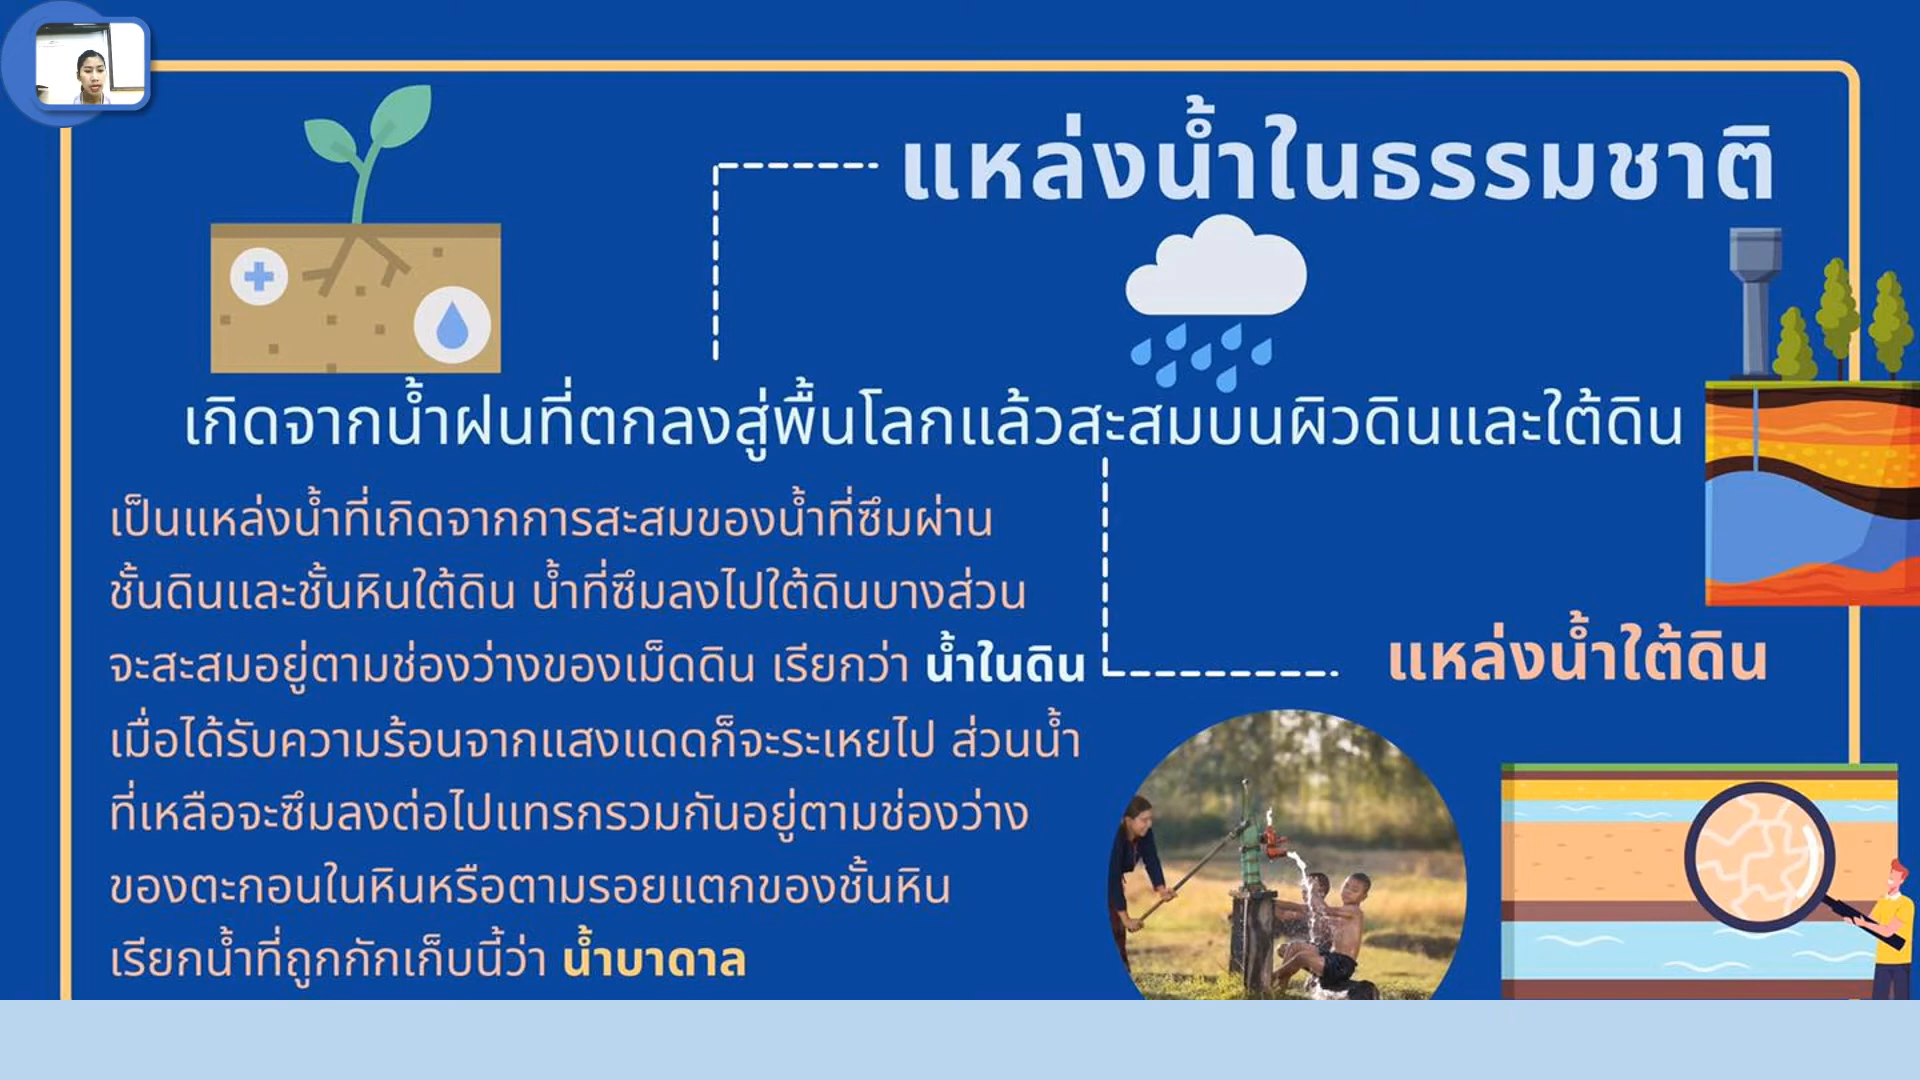 แหล่งน้ำในธรรมชาติ
เกิดจากน้ำฝนที่ตกลงสู่พื้นโลกแล้วสะสมบนผิวดินและใต้ดิน
เป็นแหล่งน้ำที่เกิดจากการสะสมของน้ำที่ซึมผ่าน
ชั้นดินและชั้นหินใต้ดิน น้ำที่ซึมลงไปใต้ดินบางส่วน
จะสะสมอยู่ตามช่องว่างของเม็ดดิน เรียกว่า น้ำในดิน
เมื่อได้รับความร้อนจากแสงแดดก็จะระเหยไป ส่วนน้ำ
ที่เหลือจะซึมลงต่อไปแทรกรวมกันอยู่ตามช่องว่าง
ของตะกอนในหินหรือตามรอยแตกของชั้นหิน
เรียกน้ำที่ถูกกักเก็บนี้ว่า น้ำบาดาล
แหล่งน้ำใต้ดิน